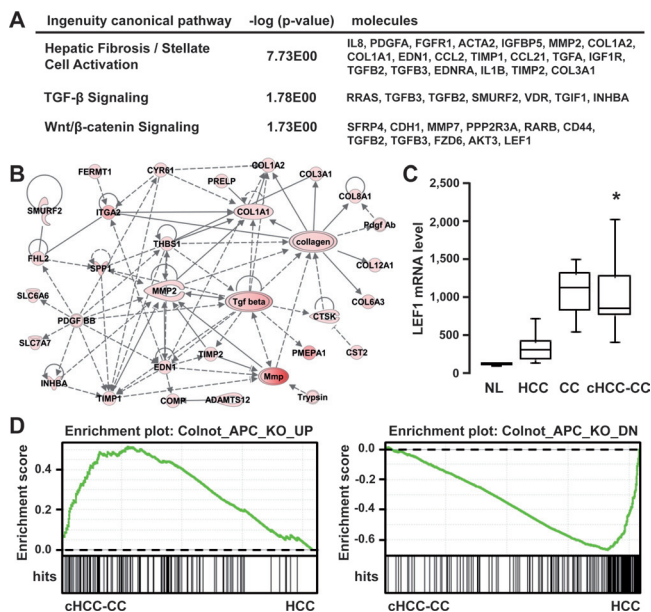 A
Ingenuity canonical pathway -log (p-value) molecules
Hepatic Fibrosis / Stellate Cell Activation 7.73E00 IL8, PDGFA, FGFR1, ACTA2, IGFBP5, MMP2, COL1A2,
COL1A1, EDN1, CCL2, TIMP1, CCL21, TGFA, IGF1R,
TGFB2, TGFB3, EDNRA, IL1B, TIMP2, COL3A1
TGF-β Signaling 1.78E00 RRAS, TGFB3, TGFB2, SMURF2, VDR, TGIF1, INHBA
Wnt/β-catenin Signaling 1.73E00 SFRP4, CDH1, MMP7, PPP2R3A, RARB, CD44,
TGFB2, TGFB3, FZD6, AKT3, LEF1
B
FERMT1
CYR61
COL1A2
COL3A1
PRELP
COL8A1
SMURF2
ITGA2
COL1A1
Pdgf Ab
THBS1
collagen
FHL2
SPP1
COL12A1
MMP2
Tgf beta
SLC6A6
COL6A3
CTSK
PDGF BB
SLC7A7
TIMP2
PMEPA1
CST2
EDN1
INHBA
Mmp
TIMP1
COMP
ADAMTS12
Trypsin
C
LEF1 mRNA level
2,500
2,000
1,500
1,000
500
0
*
NL HCC CC cHCC-CC
D
Enrichment plot: Colnot_APC_KO_UP
Enrichment score
0.4
0.2
0.0
hits
cHCC-CC HCC
Enrichment plot: Colnot_APC_KO_DN
Enrichment score
0.0
-0.2
-0.4
-0.6
hits
cHCC-CC HCC